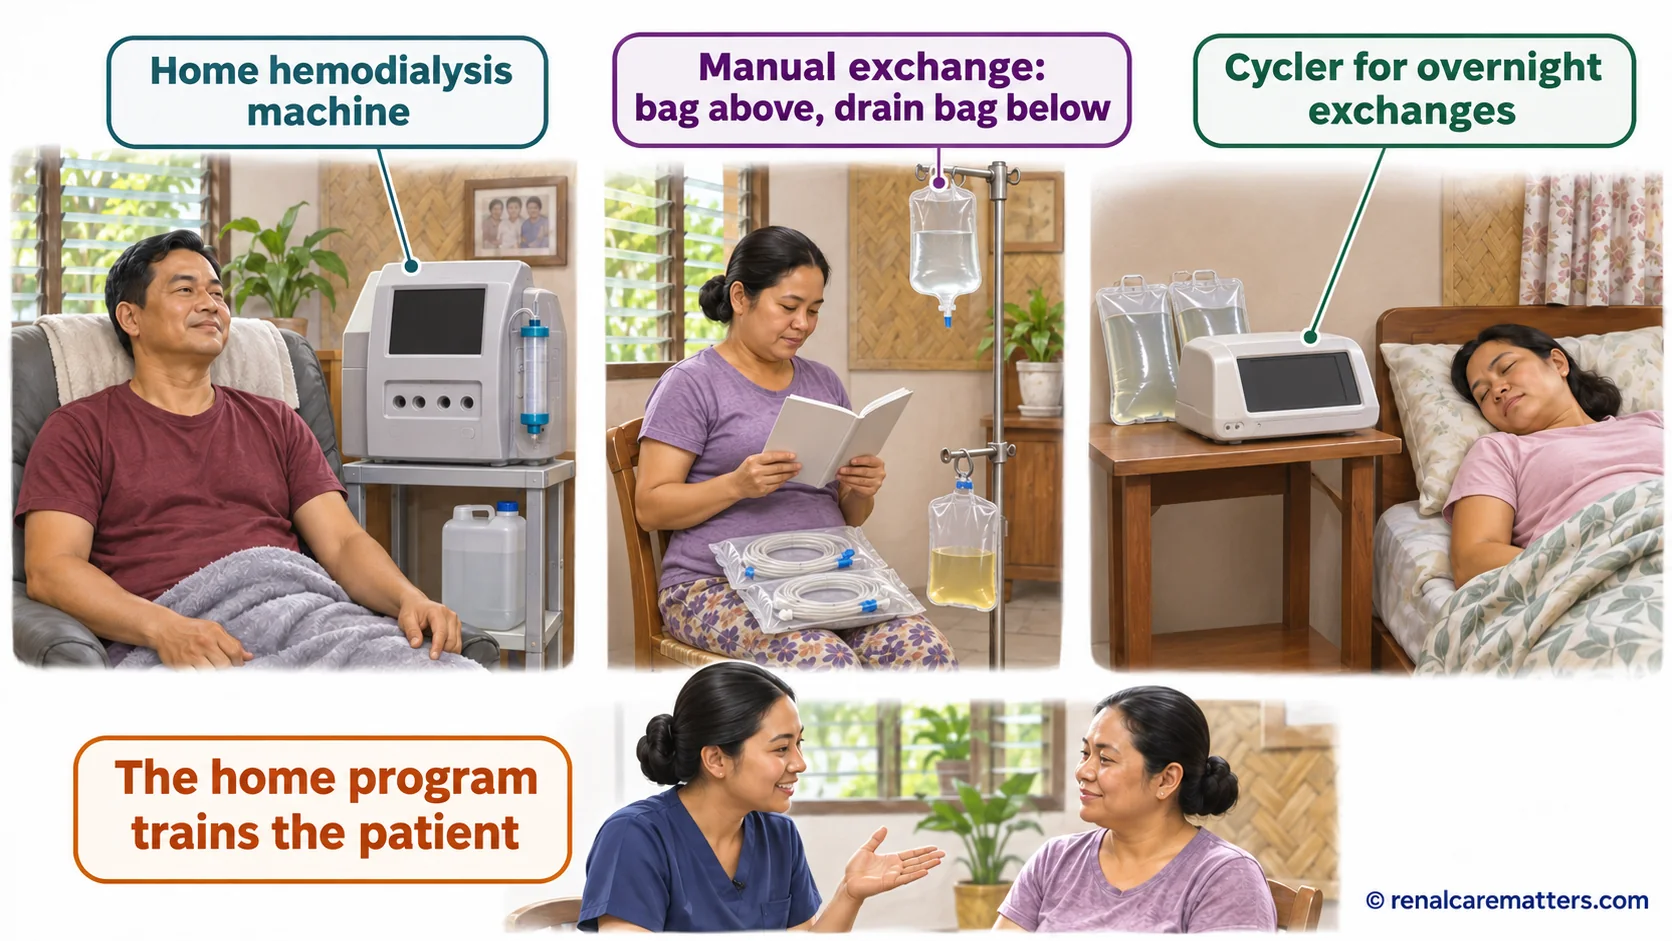 Home hemodialysis
machine
Manual exchange:
bag above, drain bag below
Cycler for overnight
exchanges
The home program
trains the patient
© renalcarematters.com